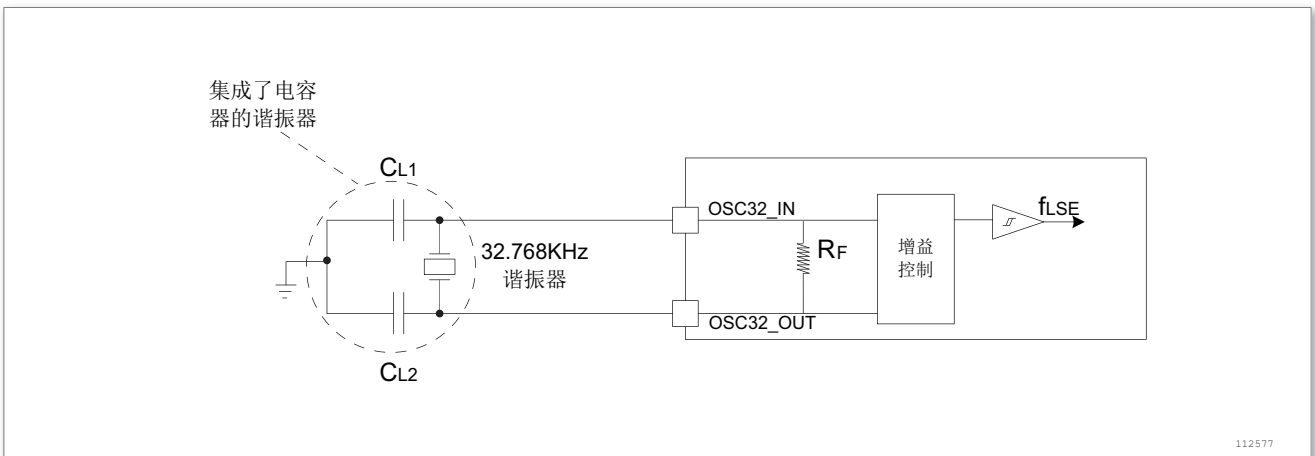 集成了电容
器的谐振器
CL1
OSC32_IN
fLSE
32.768KHz
谐振器
RF
增益
控制
OSC32_OUT
CL2
112577